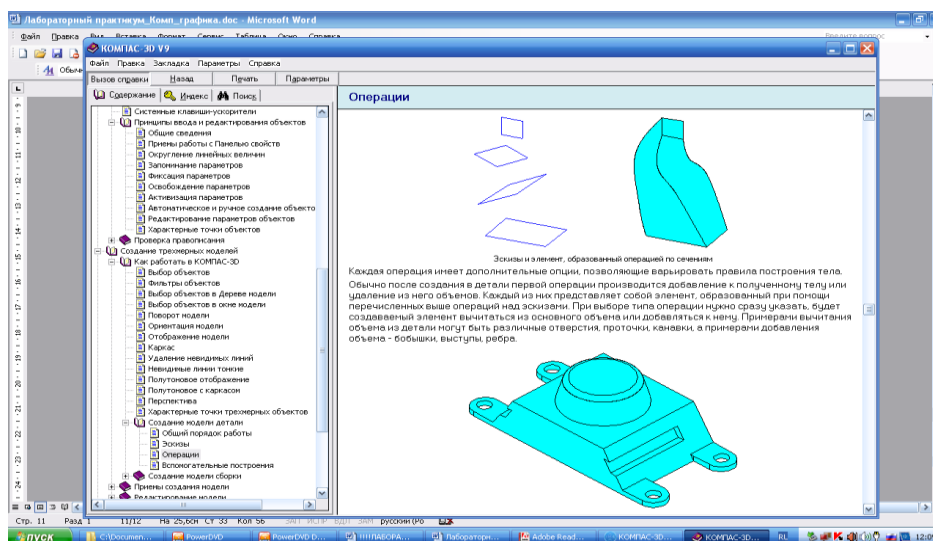 Лабораторный практикум_Комп_графика.doc - Microsoft Word
Файл Правка Вид Вставка Формат Сервис Таблица Окно Справка
Введите вопрос
КОМПАС-3D V9
Файл Правка Закладка Параметры Справка
Вызов справки Назад Печать Параметры
Содержание Индекс Поиск
Операции
Системные клавиши-ускорители
Принципы ввода и редактирования объектов
Общие сведения
Приемы работы с Панелью свойств
Округление линейных величин
Запоминание параметров
Фиксация параметров
Освобождение параметров
Активизация параметров
Автоматическое и ручное создание объекто
Редактирование параметров объектов
Характерные точки объектов
Проверка правописания
Создание трехмерных моделей
Как работать в КОМПАС-3D
Выбор объектов
Фильтры объектов
Выбор объектов в Дереве модели
Выбор объектов в окне модели
Поворот модели
Ориентация модели
Отображение модели
Каркас
Удаление невидимых линий
Невидимые линии тонкие
Полутоновое отображение
Полутоновое с каркасом
Перспектива
Характерные точки трехмерных объектов
Создание модели детали
Общий порядок работы
Эскизы
Операции
Вспомогательные построения
Создание модели сборки
Приемы создания модели
Редактирование модели
Эскизы и элемент, образованный операцией по сечениям
Каждая операция имеет дополнительные опции, позволяющие варьировать правила построения тела.
Обычно после создания в детали первой операции производится добавление к полученному телу или
удаление из него объемов. Каждый из них представляет собой элемент, образованный при помощи
перечисленных выше операций над эскизами. При выборе типа операции нужно сразу указать, будет
создаваемый элемент вычитаться из основного объема или добавляться к нему. Примерами вычитания
объема из детали могут быть различные отверстия, проточки, канавки, а примерами добавления
объема - бобышки, выступы, ребра.
Стр. 11 Разд 1 11/12 На 25,6см Ст 33 Кол 56 ЗАП ИСПР ВДЛ ЗАМ русский (Ро
пуск C:\Documen... PowerDVD PowerDVD D... !!!!ЛАБОРА... Лаборатори... Adobe Read... КОМПАС-3D... КОМПАС-3D... RL 12:05